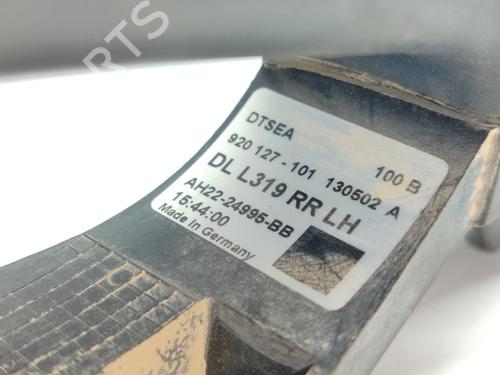 PARTS
DTSEA
100 B
920 127 - 101 130502 A
DL L319 RR LH
AH22-24995-BB
15:44:00
Made In Germany